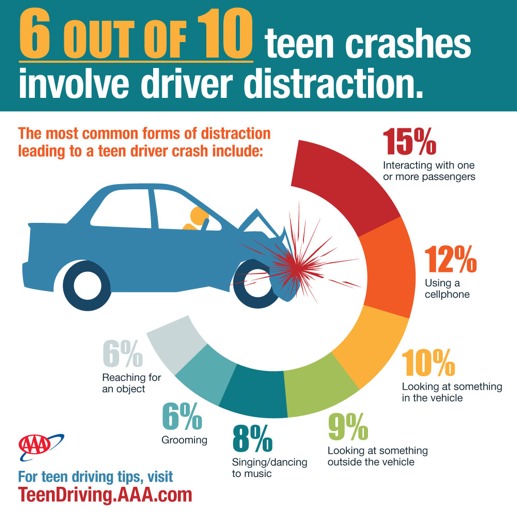 6 OUT OF 10 teen crashes
involve driver distraction.
The most common forms of distraction
leading to a teen driver crash include:
15%
Interacting with one
or more passengers
12%
Using a
cellphone
10%
Looking at something
in the vehicle
9%
Looking at something
outside the vehicle
8%
Singing/dancing
to music
6%
Grooming
6%
Reaching for
an object
AAA
For teen driving tips, visit
TeenDriving.AAA.com